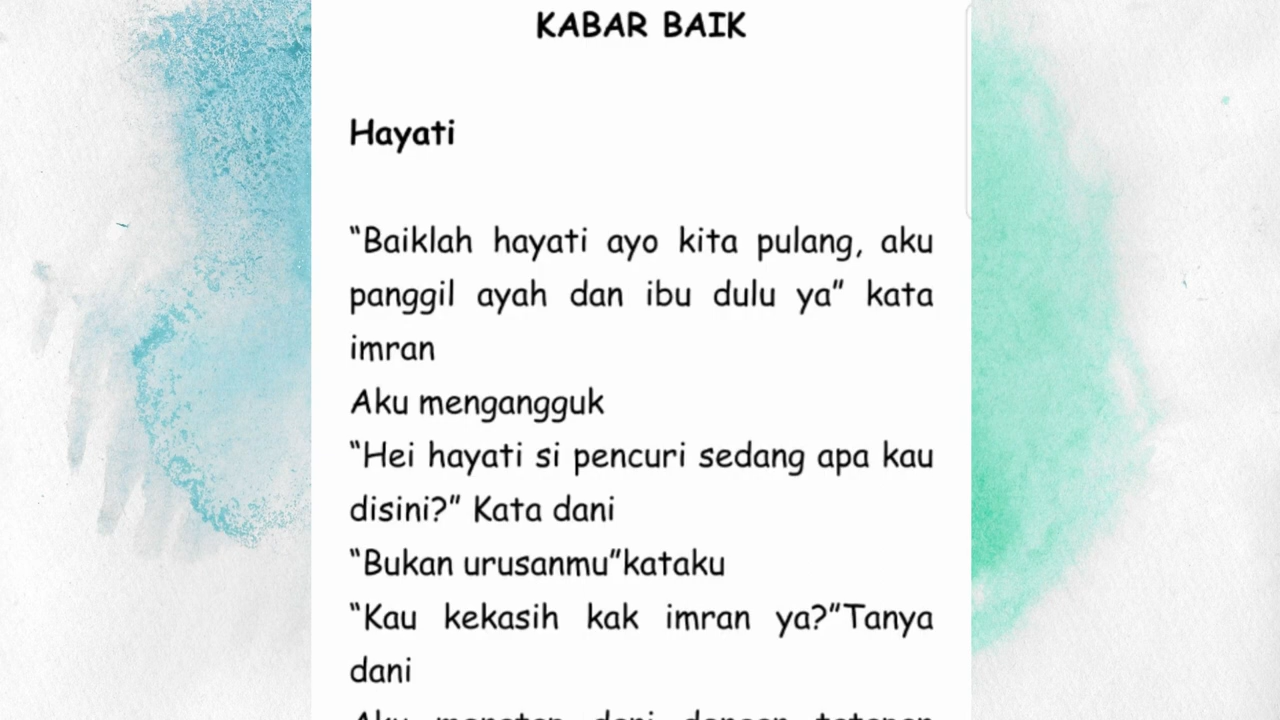 KABAR BAIK
Hayati
“Baiklah hayati ayo kita pulang, aku
panggil ayah dan ibu dulu ya” kata
imran
Aku mengangguk
“Hei hayati si pencuri sedang apa kau
disini?” Kata dani
“Bukan urusanmu”kataku
“Kau kekasih kak imran ya?”Tanya
dani